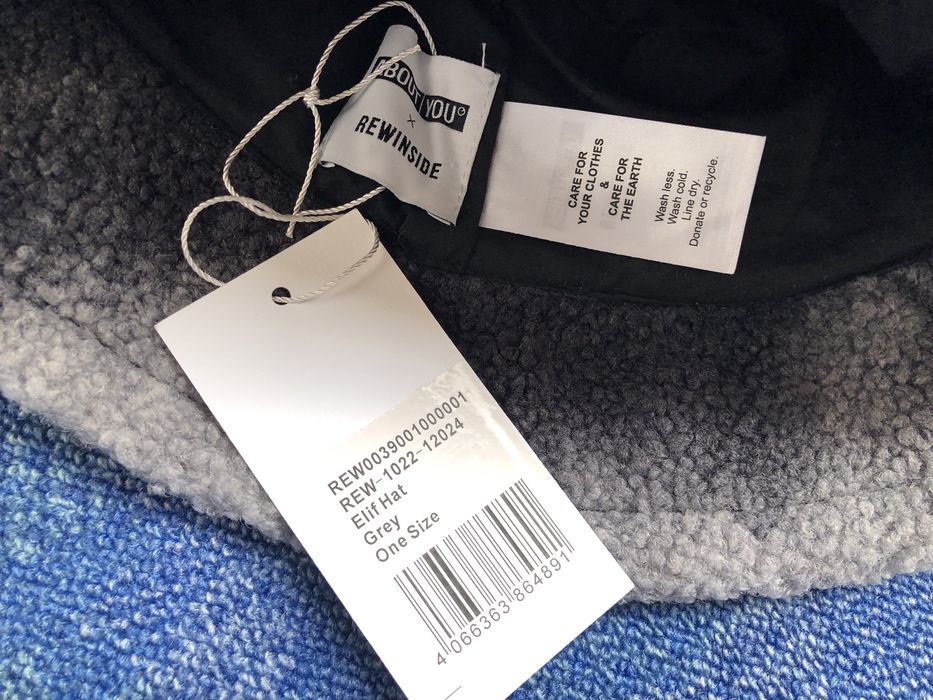 ABOUT YOU°
×
REWINSIDE
CARE FOR
YOUR CLOTHES
&
CARE FOR
THE EARTH
Wash less.
Wash cold.
Line dry.
Donate or recycle.
REW0039001000001
REW-1022-12024
Elif Hat
Grey
One Size
4 066363 864891